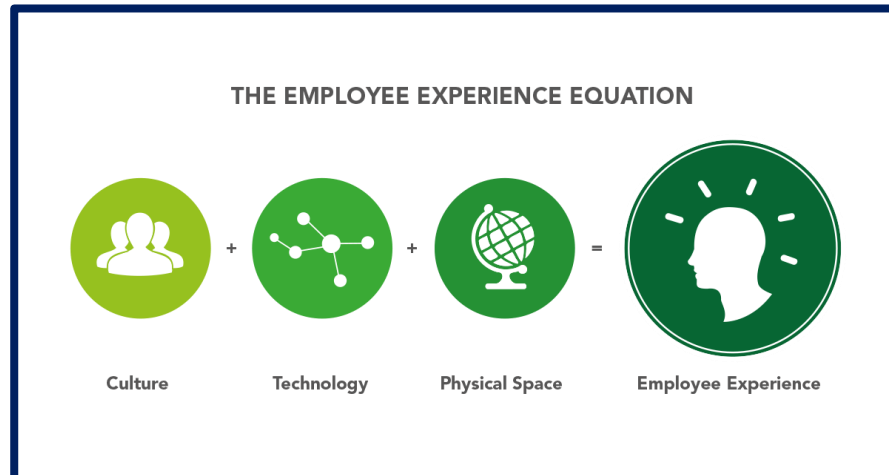 THE EMPLOYEE EXPERIENCE EQUATION
+ + =
Culture Technology Physical Space Employee Experience